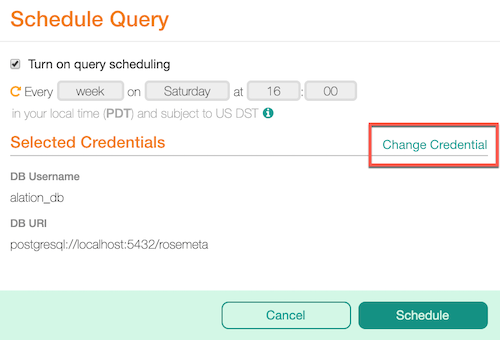 Schedule Query
Turn on query scheduling
Every week on Saturday at 16 : 00
in your local time (PDT) and subject to US DST
Selected Credentials
Change Credential
DB Username
alation_db
DB URI
postgresql://localhost:5432/rosemeta
Cancel
Schedule